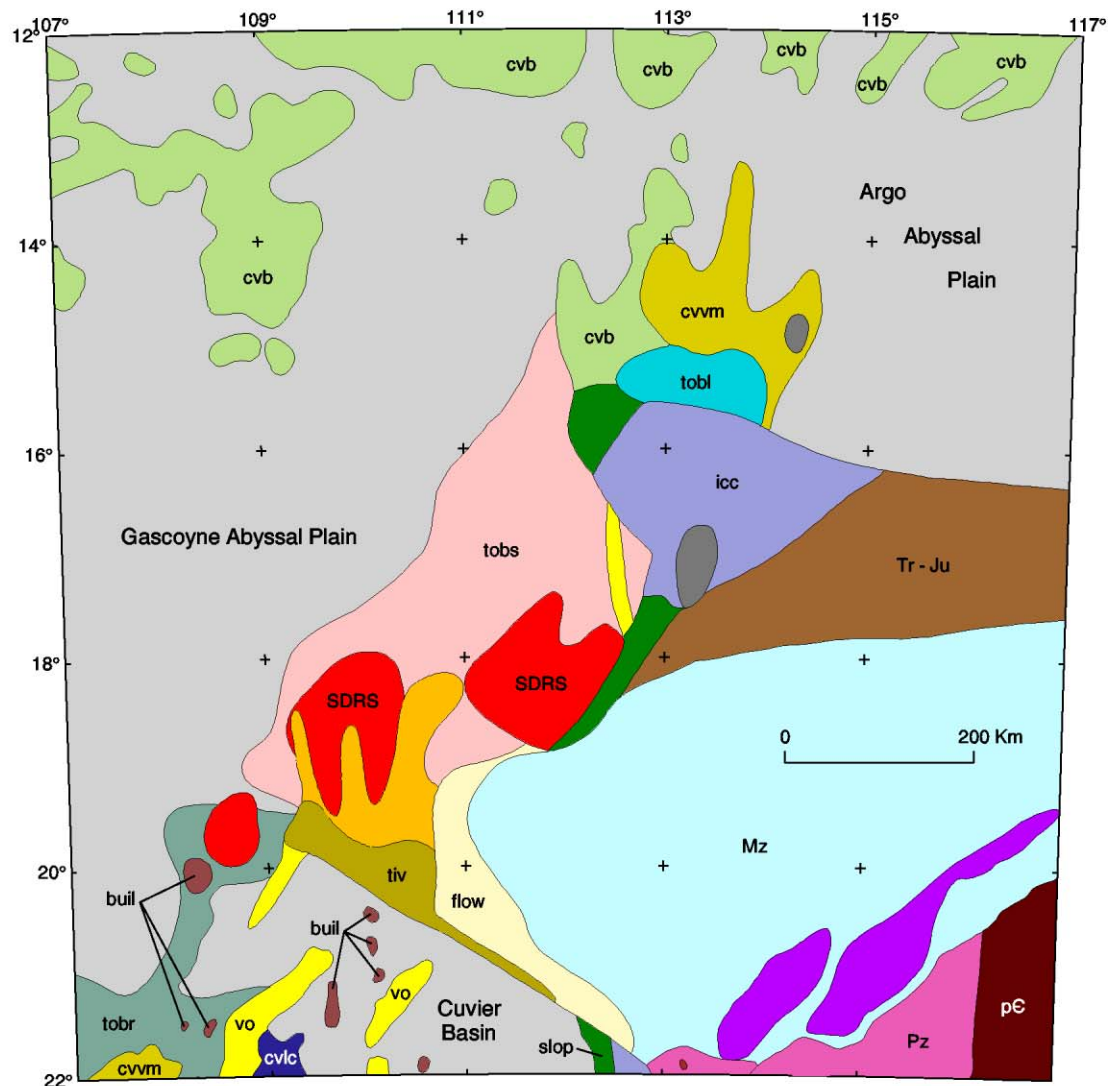 107° 109° 111° 113° 115° 117°
12°
cvb cvb cvb cvb cvb
Argo
Abyssal
Plain
14°
cvb
cvvm
cvb
tobl
16°
icc
Gascoyne Abyssal Plain
tobs
Tr - Ju
18°
SDRS SDRS
0 200 Km
Mz
20°
tiv
flow
buil
buil
vo
Cuvier
Basin
pЄ
tobr
vo
Pz
slop
cvlc
cvvm
22°